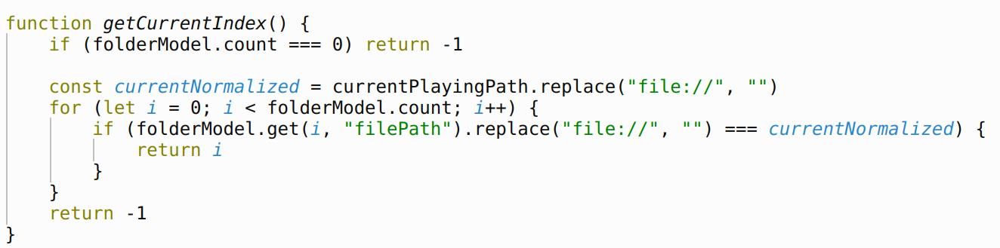 function getCurrentIndex() {
    if (folderModel.count === 0) return -1

    const currentNormalized = currentPlayingPath.replace("file://", "")
    for (let i = 0; i < folderModel.count; i++) {
        if (folderModel.get(i, "filePath").replace("file://", "") === currentNormalized) {
            return i
        }
    }
    return -1
}